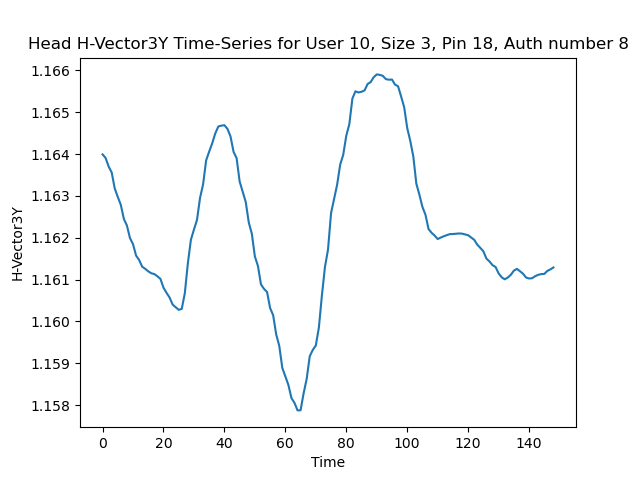 Head H-Vector3Y Time-Series for User 10, Size 3, Pin 18, Auth number 8
1.166
1.165
1.164
1.163
1.162
1.161
1.160
1.159
1.158
H-Vector3Y
0 20 40 60 80 100 120 140
Time